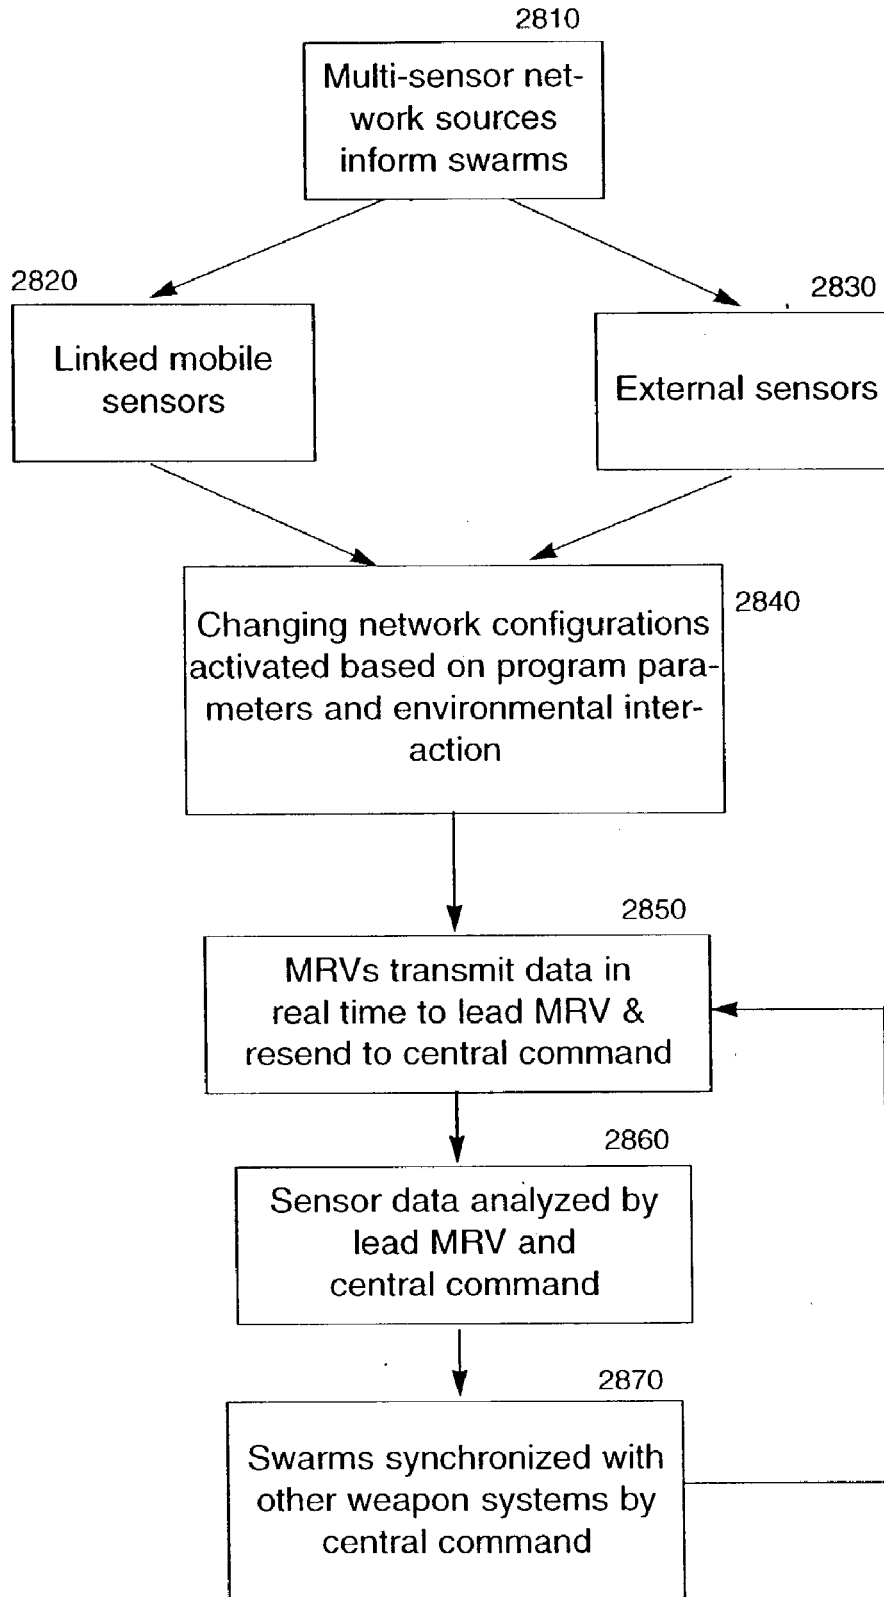 2810
Multi-sensor net-
work sources
inform swarms
2820
Linked mobile
sensors
2830
External sensors
2840
Changing network configurations
activated based on program para-
meters and environmental inter-
action
2850
MRVs transmit data in
real time to lead MRV &
resend to central command
2860
Sensor data analyzed by
lead MRV and
central command
2870
Swarms synchronized with
other weapon systems by
central command